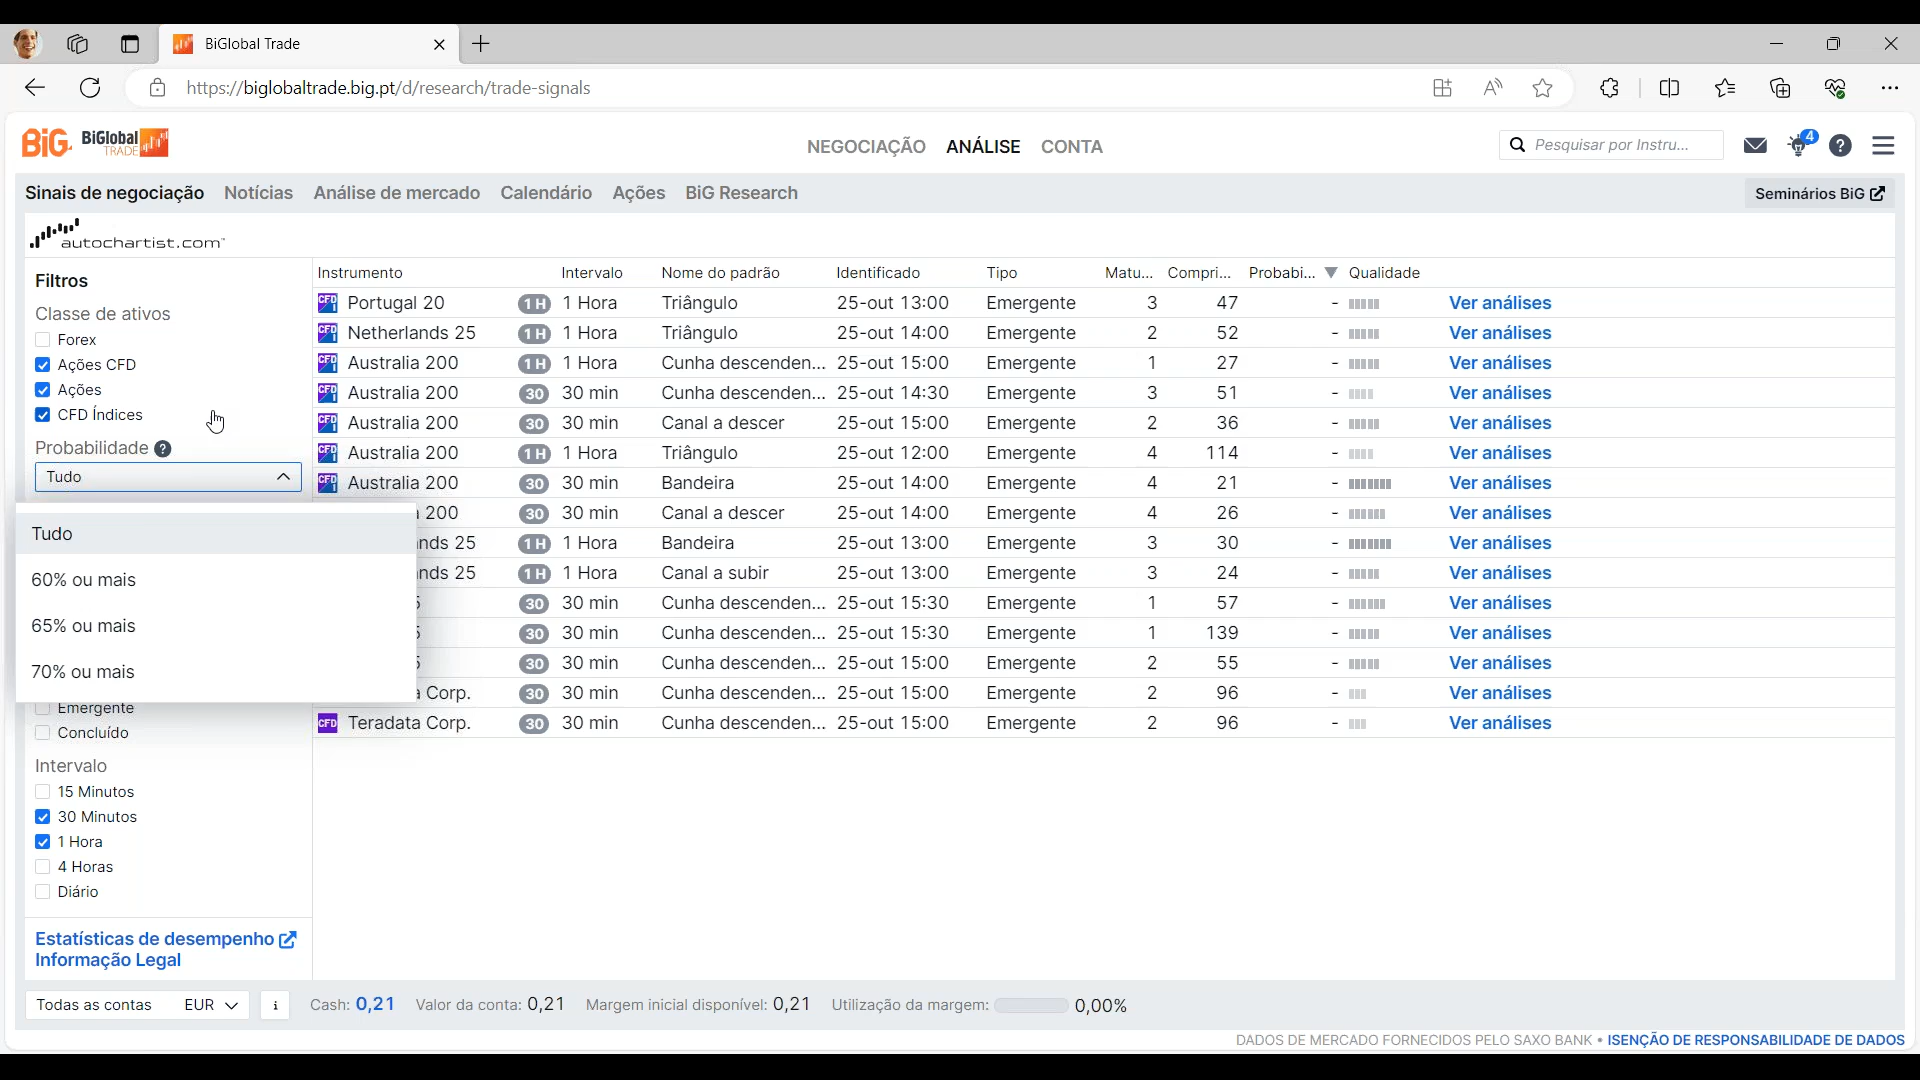 BiGlobal Trade
https://biglobaltrade.big.pt/d/research/trade-signals
BiG BiGlobal TRADE
NEGOCIAÇÃO ANÁLISE CONTA
Pesquisar por Instru...
4
Sinais de negociação Notícias Análise de mercado Calendário Ações BiG Research
Seminários BiG
autochartist.com™
Filtros
Classe de ativos
Forex
Ações CFD
Ações
CFD Índices
Probabilidade ?
Tudo
Tudo
60% ou mais
65% ou mais
70% ou mais
Emergente
Concluído
Intervalo
15 Minutos
30 Minutos
1 Hora
4 Horas
Diário
Estatísticas de desempenho
Informação Legal
Instrumento Intervalo Nome do padrão Identificado Tipo Matu... Compri... Probabi... Qualidade
CFD I Portugal 20 1 H 1 Hora Triângulo 25-out 13:00 Emergente 3 47 - Ver análises
CFD I Netherlands 25 1 H 1 Hora Triângulo 25-out 14:00 Emergente 2 52 - Ver análises
CFD I Australia 200 1 H 1 Hora Cunha descenden... 25-out 15:00 Emergente 1 27 - Ver análises
CFD I Australia 200 30 30 min Cunha descenden... 25-out 14:30 Emergente 3 51 - Ver análises
CFD I Australia 200 30 30 min Canal a descer 25-out 15:00 Emergente 2 36 - Ver análises
CFD I Australia 200 1 H 1 Hora Triângulo 25-out 12:00 Emergente 4 114 - Ver análises
CFD I Australia 200 30 30 min Bandeira 25-out 14:00 Emergente 4 21 - Ver análises
200 30 30 min Canal a descer 25-out 14:00 Emergente 4 26 - Ver análises
nds 25 1 H 1 Hora Bandeira 25-out 13:00 Emergente 3 30 - Ver análises
nds 25 1 H 1 Hora Canal a subir 25-out 13:00 Emergente 3 24 - Ver análises
30 30 min Cunha descenden... 25-out 15:30 Emergente 1 57 - Ver análises
30 30 min Cunha descenden... 25-out 15:30 Emergente 1 139 - Ver análises
30 30 min Cunha descenden... 25-out 15:00 Emergente 2 55 - Ver análises
Corp. 30 30 min Cunha descenden... 25-out 15:00 Emergente 2 96 - Ver análises
CFD Teradata Corp. 30 30 min Cunha descenden... 25-out 15:00 Emergente 2 96 - Ver análises
Todas as contas EUR i Cash: 0,21 Valor da conta: 0,21 Margem inicial disponível: 0,21 Utilização da margem: 0,00%
DADOS DE MERCADO FORNECIDOS PELO SAXO BANK • ISENÇÃO DE RESPONSABILIDADE DE DADOS